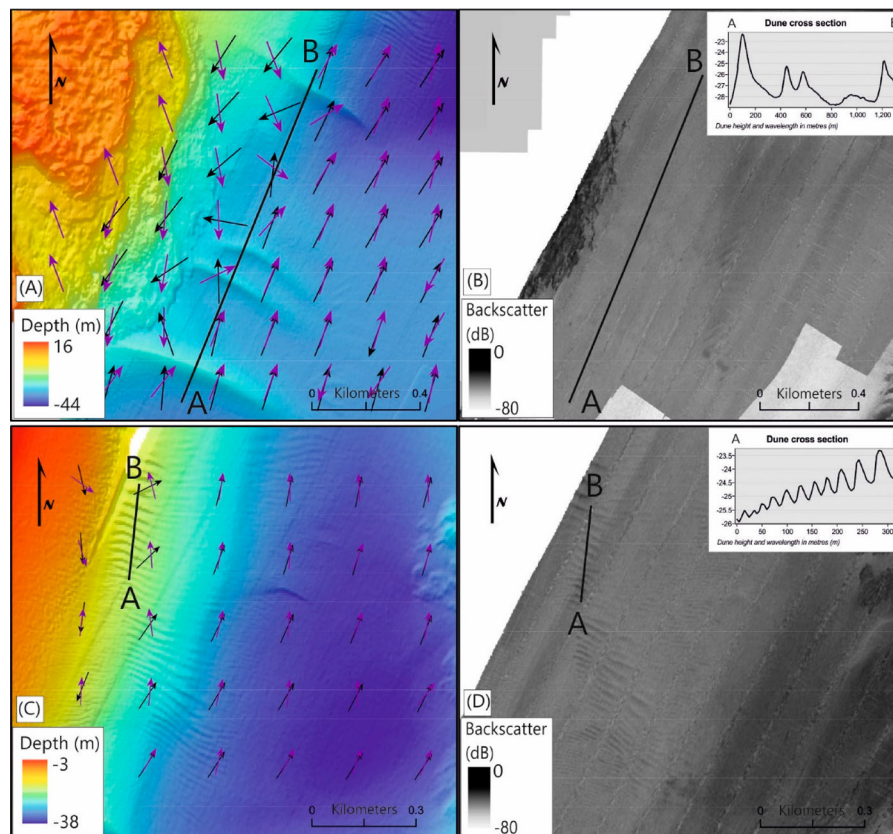 N
B
A
(A)
Depth (m)
16
-44
Kilometers
0
0.4
N
B
A
(B)
Backscatter
(dB)
0
-80
Kilometers
0
0.4
A
Dune cross section
-23
-24
-25
-26
-27
-28
0
200
400
600
800
1,000
1,200
Dune height and wavelength in metres (m)
N
B
A
(C)
Depth (m)
-3
-38
Kilometers
0
0.3
N
B
A
(D)
Backscatter
(dB)
0
-80
Kilometers
0
0.3
A
Dune cross section
-23.5
-24
-24.5
-25
-25.5
-26
0
50
100
150
200
250
300
Dune height and wavelength in metres (m)